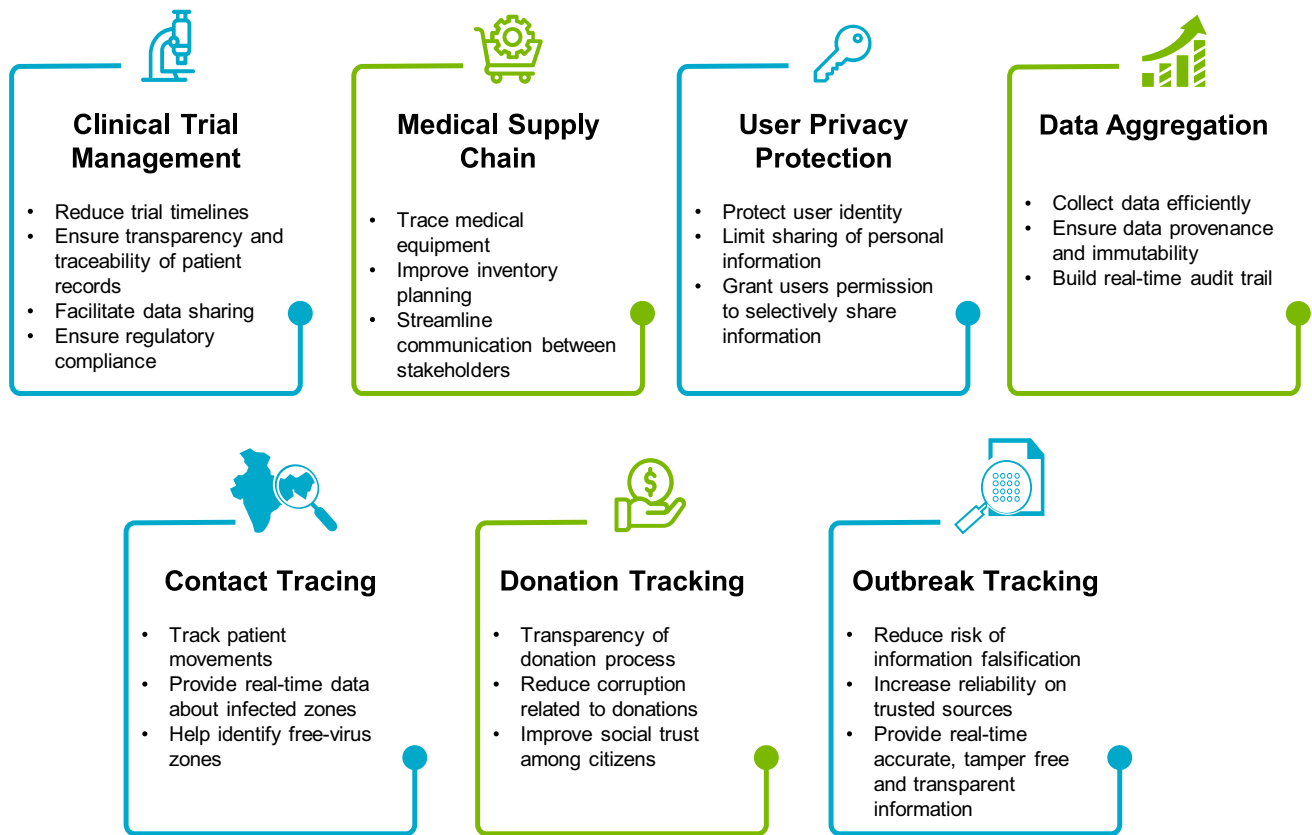 Clinical Trial
Management
• Reduce trial timelines
• Ensure transparency and
traceability of patient
records
• Facilitate data sharing
• Ensure regulatory
compliance
Medical Supply
Chain
• Trace medical
equipment
• Improve inventory
planning
• Streamline
communication between
stakeholders
User Privacy
Protection
• Protect user identity
• Limit sharing of personal
information
• Grant users permission
to selectively share
information
Data Aggregation
• Collect data efficiently
• Ensure data provenance
and immutability
• Build real-time audit trail
Contact Tracing
• Track patient
movements
• Provide real-time data
about infected zones
• Help identify free-virus
zones
$
Donation Tracking
• Transparency of
donation process
• Reduce corruption
related to donations
• Improve social trust
among citizens
Outbreak Tracking
• Reduce risk of
information falsification
• Increase reliability on
trusted sources
• Provide real-time
accurate, tamper free
and transparent
information